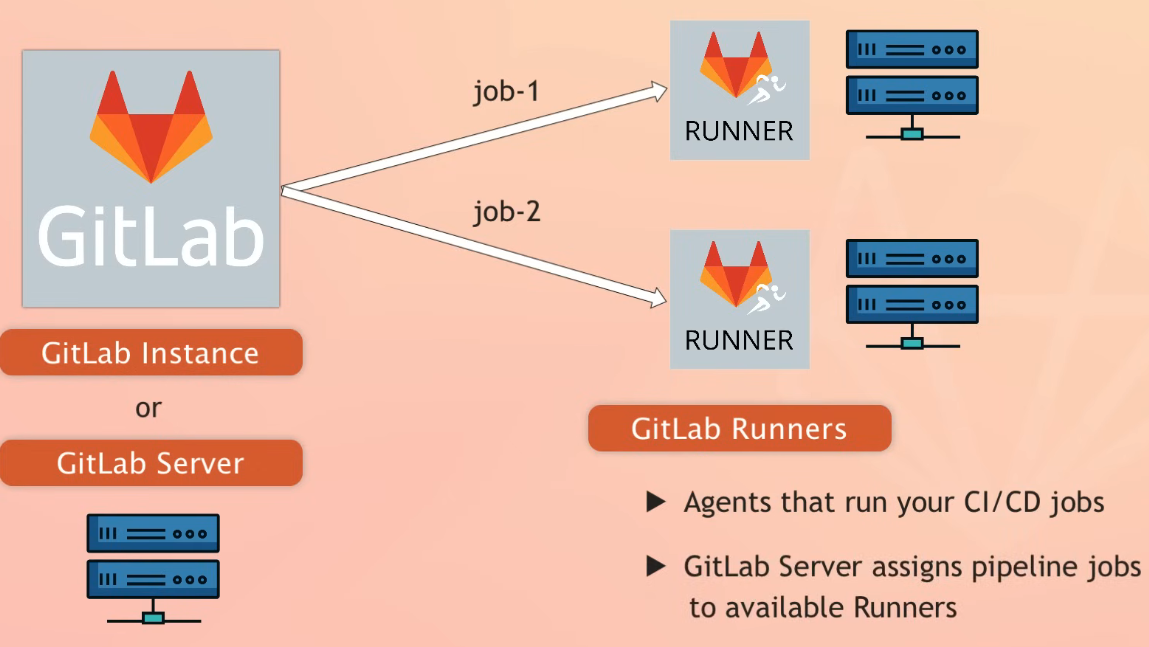 GitLab
GitLab Instance
or
GitLab Server
job-1
job-2
RUNNER
RUNNER
GitLab Runners
▶ Agents that run your CI/CD jobs
▶ GitLab Server assigns pipeline jobs
to available Runners